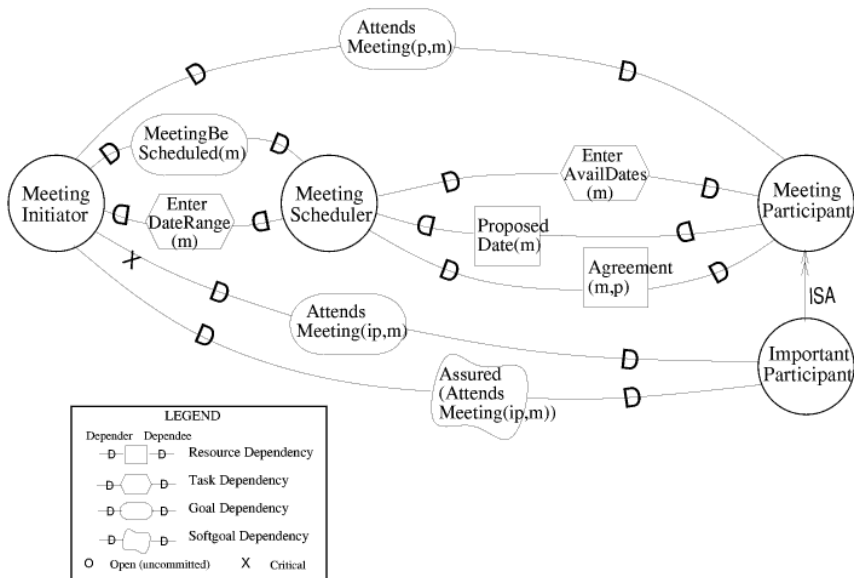 Attends
Meeting(p,m)
D
D
MeetingBe
Scheduled(m)
D
D
Meeting
Initiator
Enter
DateRange
(m)
D
D
Meeting
Scheduler
Enter
AvailDates
(m)
D
D
Proposed
Date(m)
D
D
Agreement
(m,p)
D
D
Meeting
Participant
ISA
X
D
Attends
Meeting(ip,m)
D
D
Assured
(Attends
Meeting(ip,m))
D
Important
Participant
LEGEND
Depender Dependee
D D Resource Dependency
D D Task Dependency
D D Goal Dependency
D D Softgoal Dependency
O Open (uncommitted) X Critical